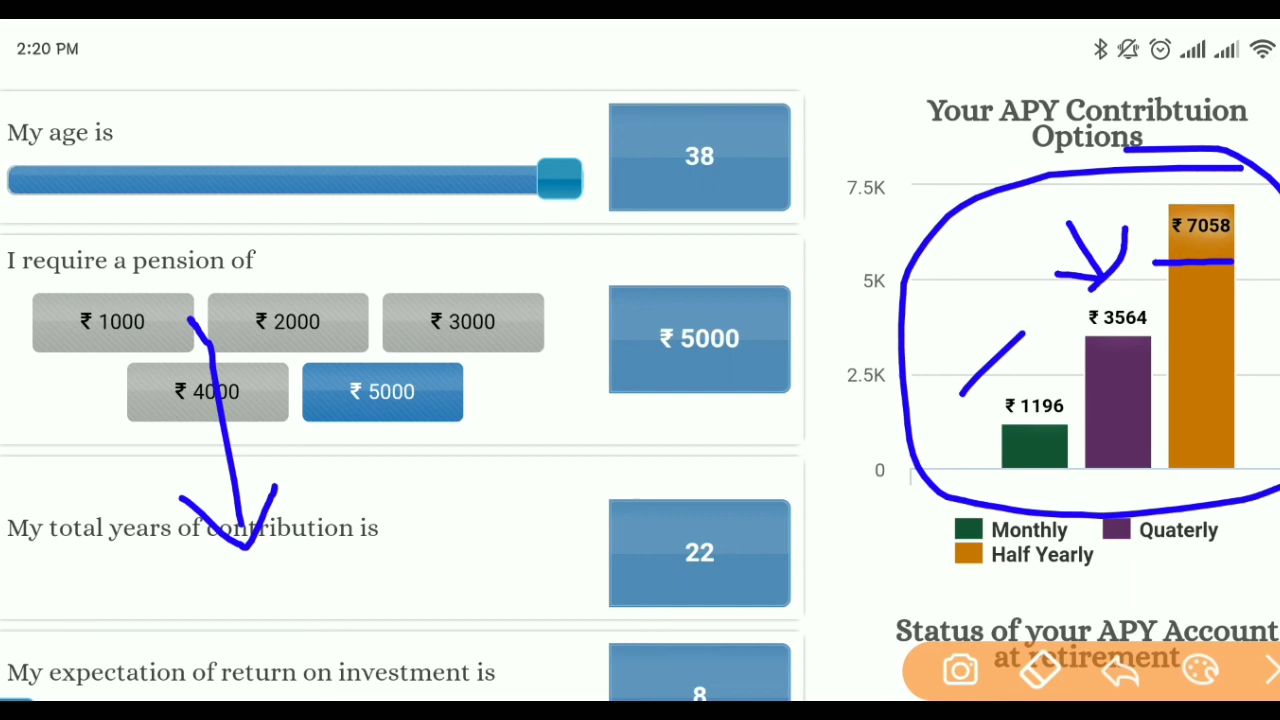 2:20 PM
My age is
38
I require a pension of
₹ 1000
₹ 2000
₹ 3000
₹ 4000
₹ 5000
₹ 5000
My total years of contribution is
22
My expectation of return on investment is
8
Your APY Contribtuion
Options
7.5K
5K
2.5K
0
₹ 1196
₹ 3564
₹ 7058
Monthly
Quaterly
Half Yearly
Status of your APY Account
at retirement